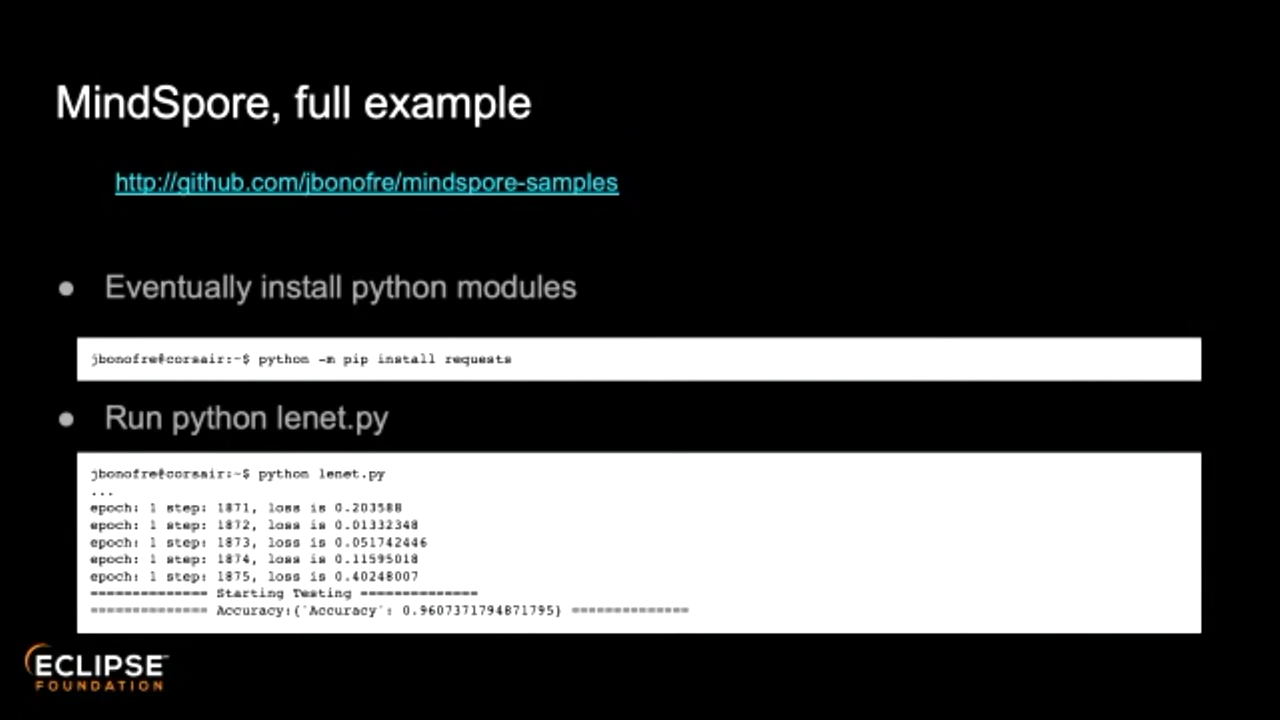 MindSpore, full example
http://github.com/jbonofre/mindspore-samples
● Eventually install python modules
jbonofre@corsair:~$ python -m pip install requests
● Run python lenet.py
jbonofre@corsair:~$ python lenet.py
...
epoch: 1 step: 1871, loss is 0.203588
epoch: 1 step: 1872, loss is 0.01332348
epoch: 1 step: 1873, loss is 0.051742446
epoch: 1 step: 1874, loss is 0.11595018
epoch: 1 step: 1875, loss is 0.40248007
============== Starting Testing ==============
============== Accuracy:{'Accuracy': 0.9607371794871795} ==============
ECLIPSE
FOUNDATION